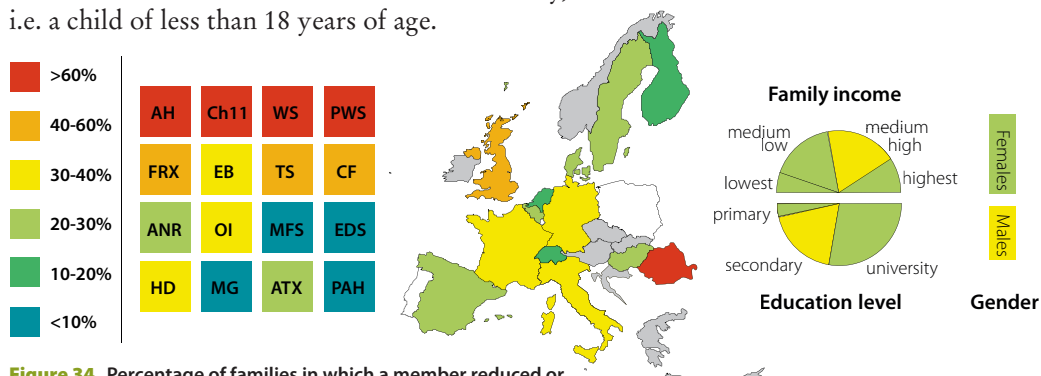 i.e. a child of less than 18 years of age.
>60%
40-60%
30-40%
20-30%
10-20%
<10%
AH Ch11 WS PWS
FRX EB TS CF
ANR OI MFS EDS
HD MG ATX PAH
Family income
medium low
medium high
lowest
highest
primary
secondary
university
Education level
Females
Males
Gender
Figure 34. Percentage of families in which a member reduced or